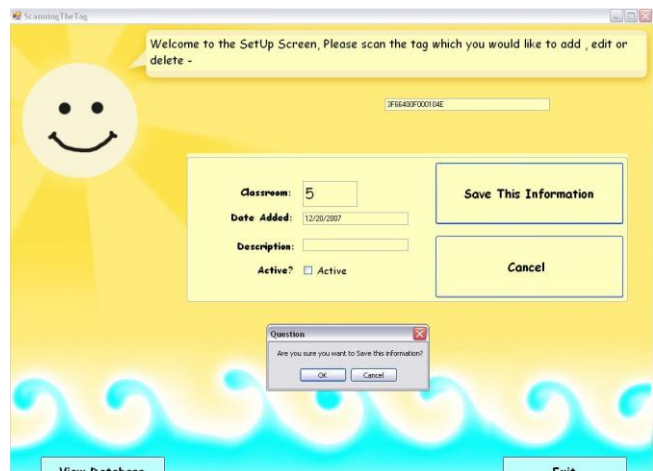 ScanningTheTag
Welcome to the SetUp Screen, Please scan the tag which you would like to add , edit or
delete -
3F66400F000104E
Classroom: 5
Save This Information
Date Added: 12/20/2007
Description:
Active? Active
Cancel
Question
Are you sure you want to Save this information?
OK Cancel
View Database
Exit